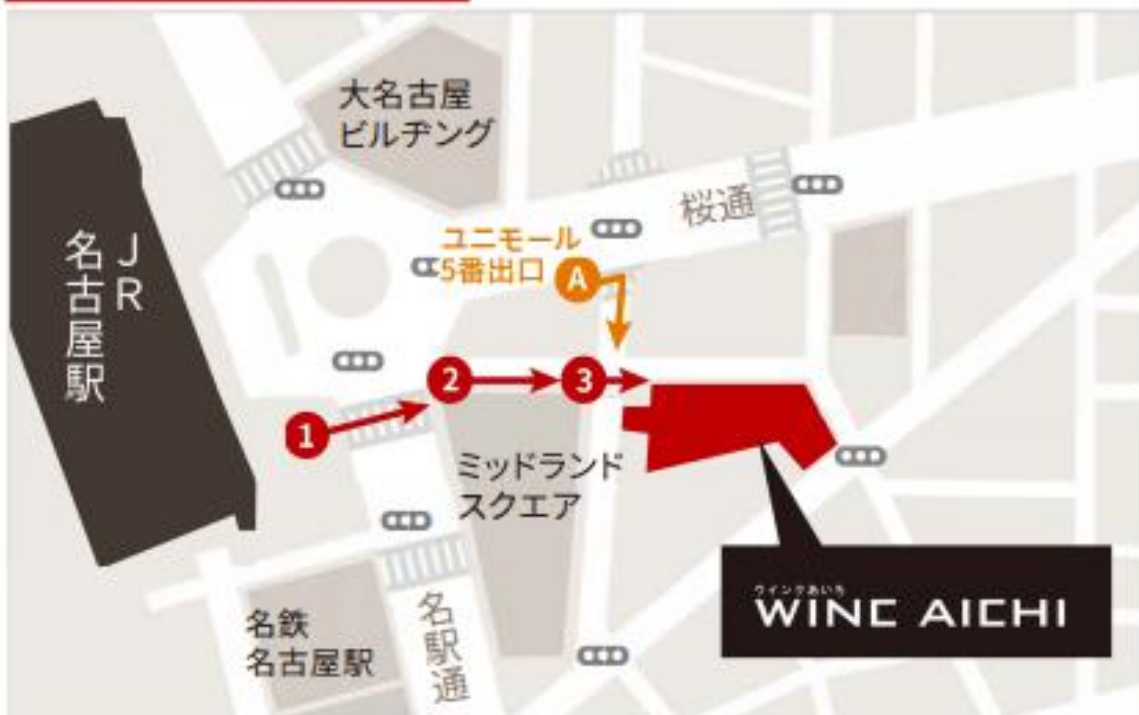 大名古屋
ビルヂング
桜通
ユニモール
5番出口
A
JR
名古屋駅
2
3
1
ミッドランド
スクエア
ウインクあいち
WINC AICHI
名鉄
名古屋駅
名駅通